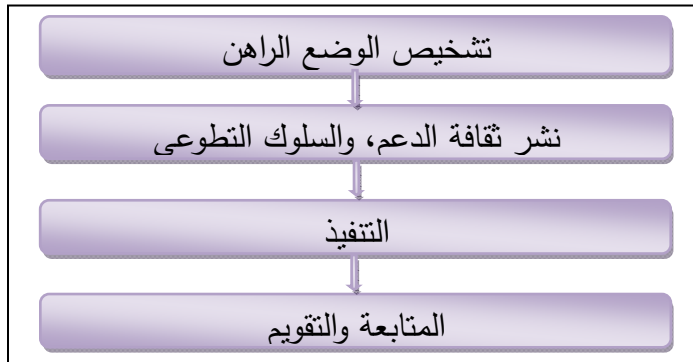 تشخيص الوضع الراهن
نشر ثقافة الدعم، والسلوك التطوعى
التنفيذ
المتابعة والتقويم